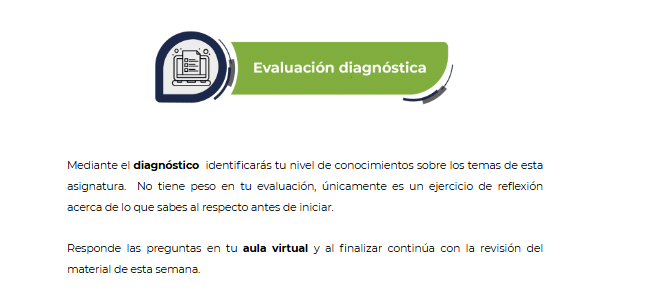 Evaluación diagnóstica
Mediante el diagnóstico identificarás tu nivel de conocimientos sobre los temas de esta
asignatura. No tiene peso en tu evaluación, únicamente es un ejercicio de reflexión
acerca de lo que sabes al respecto antes de iniciar.
Responde las preguntas en tu aula virtual y al finalizar continúa con la revisión del
material de esta semana.